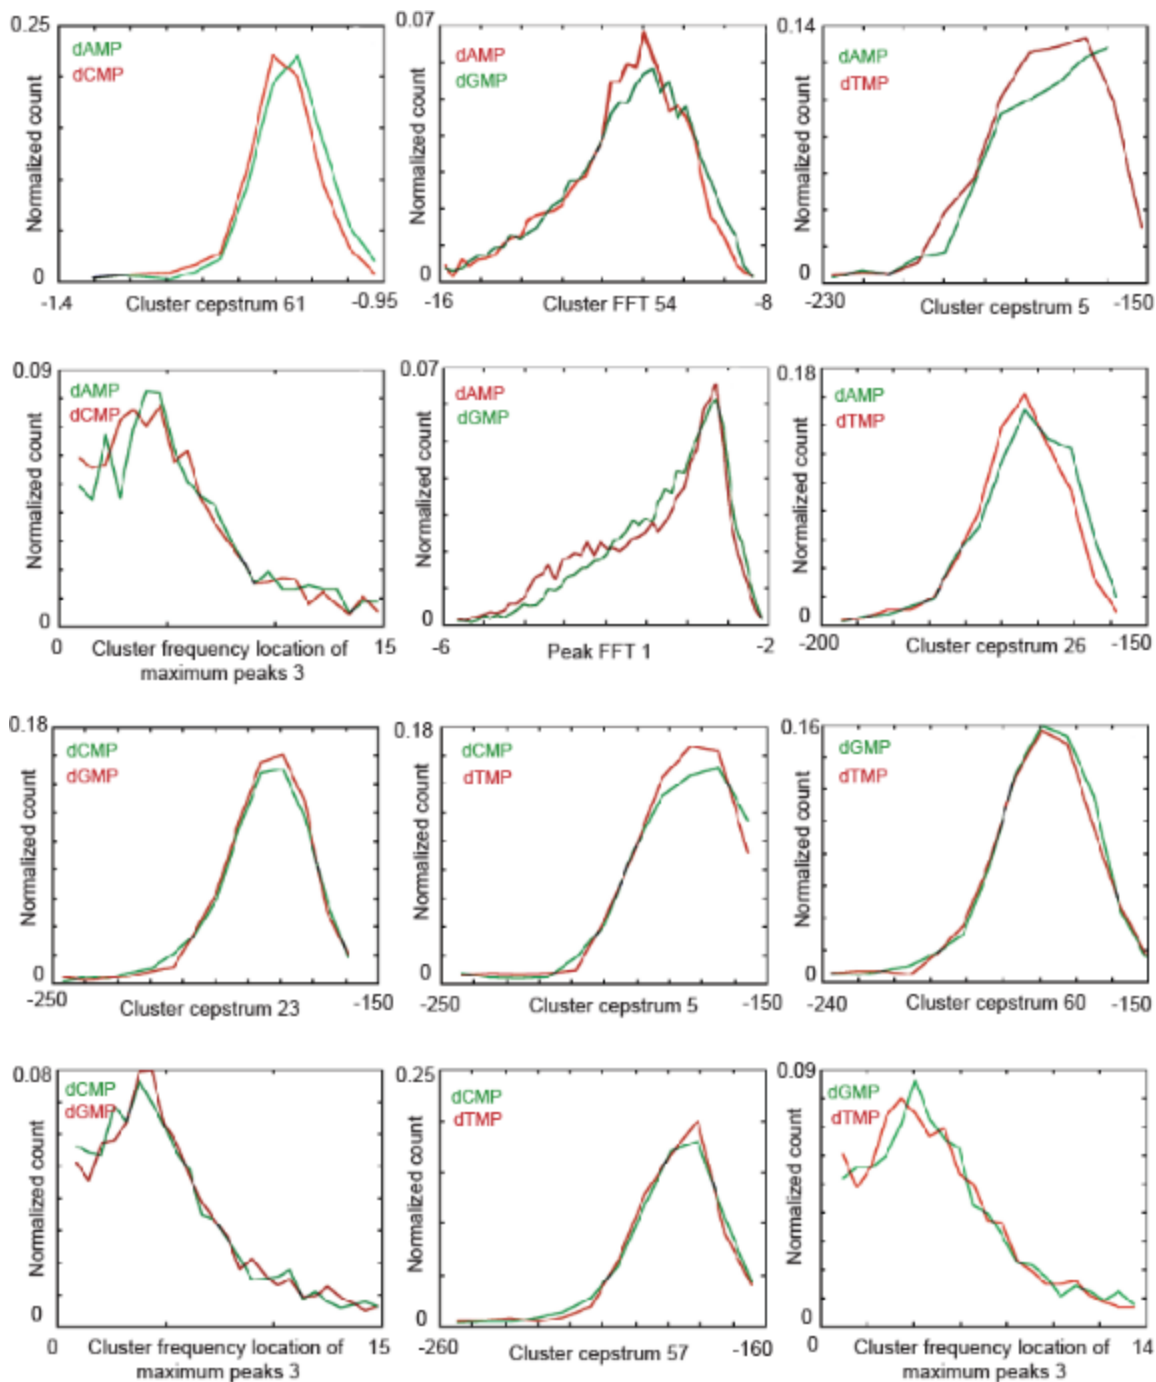 0.25
dAMP
dCMP
Normalized count
0
-1.4
Cluster cepstrum 61
-0.95
0.07
dAMP
dGMP
Normalized count
0
-16
Cluster FFT 54
-8
0.14
dAMP
dTMP
Normalized count
0
-230
Cluster cepstrum 5
-150
0.09
dAMP
dCMP
Normalized count
0
0
Cluster frequency location of
maximum peaks 3
15
0.07
dAMP
dGMP
Normalized count
0
-6
Peak FFT 1
-2
0.18
dAMP
dTMP
Normalized count
0
-200
Cluster cepstrum 26
-150
0.18
dCMP
dGMP
Normalized count
0
-250
Cluster cepstrum 23
-150
0.18
dCMP
dTMP
Normalized count
0
-250
Cluster cepstrum 5
-150
0.16
dGMP
dTMP
Normalized count
0
-240
Cluster cepstrum 60
-150
0.08
dCMP
dGMP
Normalized count
0
0
Cluster frequency location of
maximum peaks 3
15
0.25
dCMP
dTMP
Normalized count
0
-260
Cluster cepstrum 57
-160
0.09
dGMP
dTMP
Normalized count
0
0
Cluster frequency location of
maximum peaks 3
14